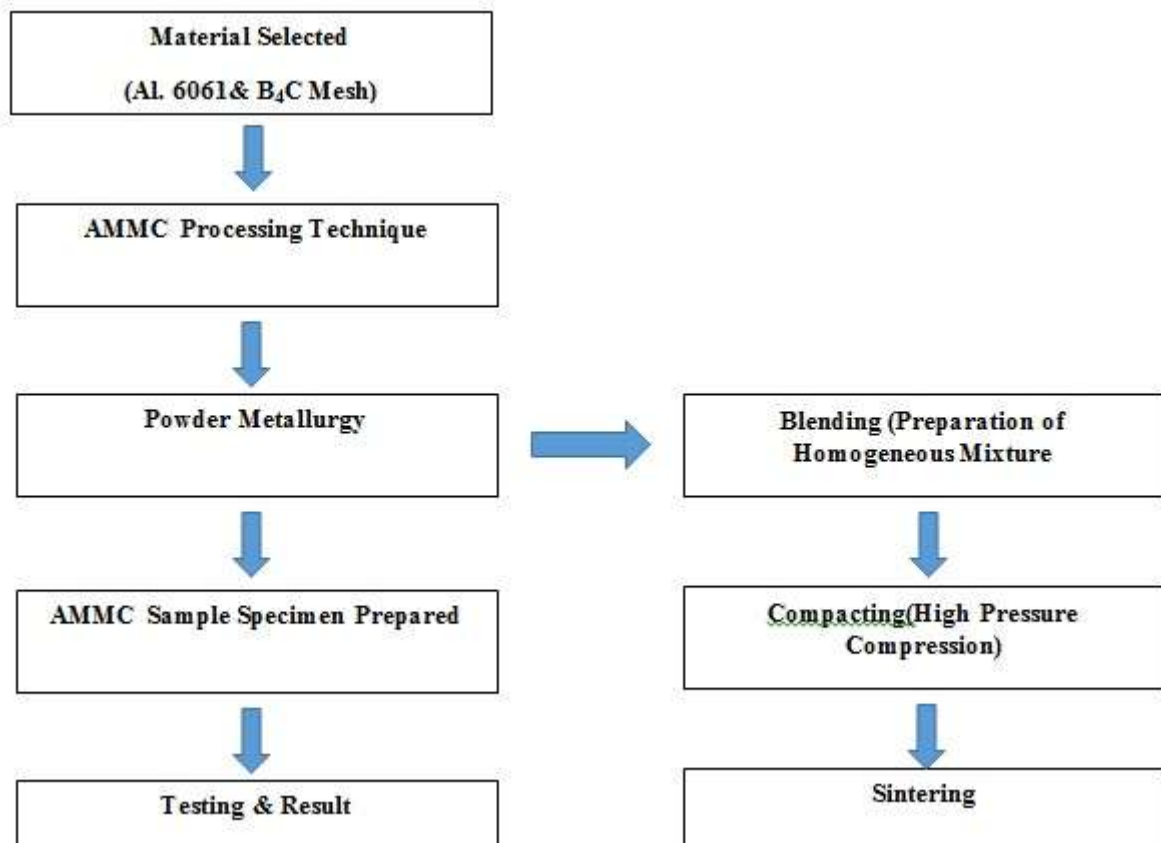 Material Selected
(Al. 6061& B₄C Mesh)
AMMC Processing Technique
Powder Metallurgy
AMMC Sample Specimen Prepared
Testing & Result
Blending (Preparation of
Homogeneous Mixture
Compacting(High Pressure
Compression)
Sintering